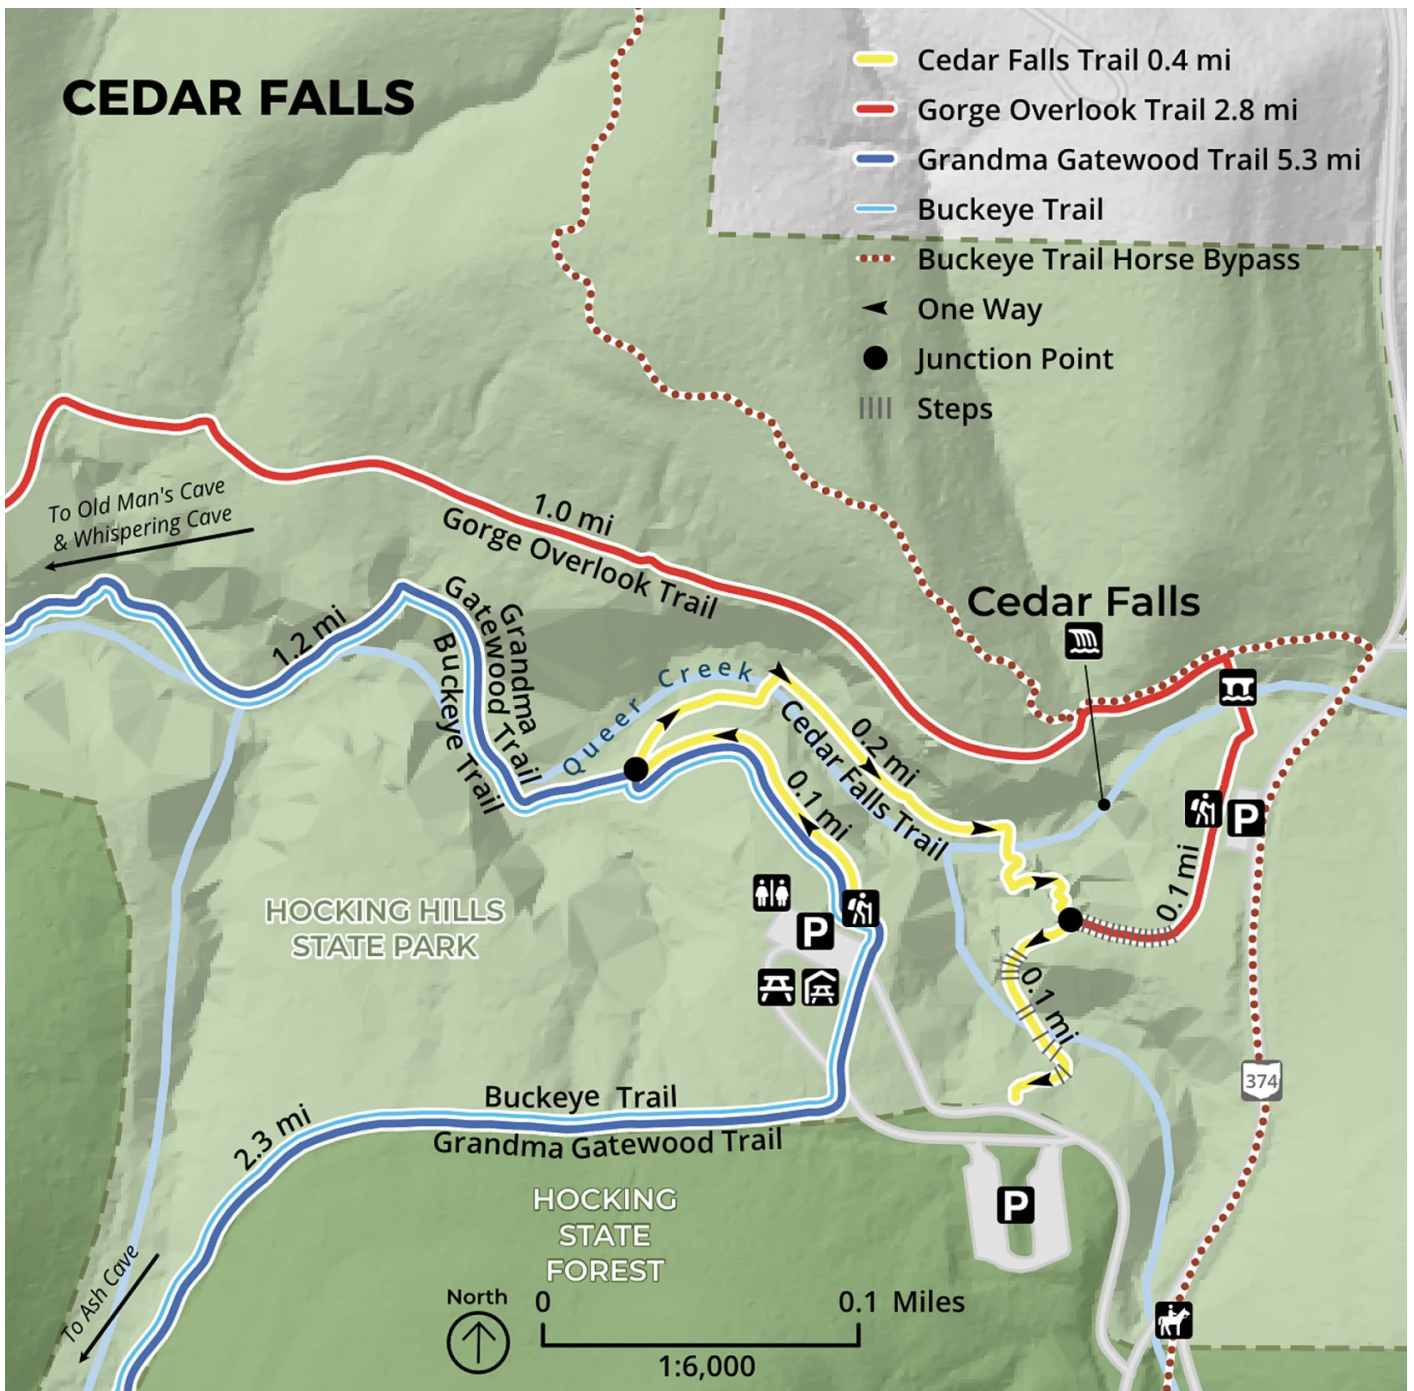 CEDAR FALLS
Cedar Falls Trail 0.4 mi
Gorge Overlook Trail 2.8 mi
Grandma Gatewood Trail 5.3 mi
Buckeye Trail
Buckeye Trail Horse Bypass
One Way
Junction Point
Steps
To Old Man's Cave
& Whispering Cave
1.0 mi
Gorge Overlook Trail
Cedar Falls
1.2 mi
Grandma
Gatewood Trail
Buckeye Trail
Queer Creek
0.2 mi
Cedar Falls Trail
0.1 mi
P
0.1 mi
HOCKING HILLS
STATE PARK
P
0.1 mi
374
Buckeye Trail
Grandma Gatewood Trail
2.3 mi
P
HOCKING
STATE
FOREST
To Ash Cave
North
0 0.1 Miles
1:6,000